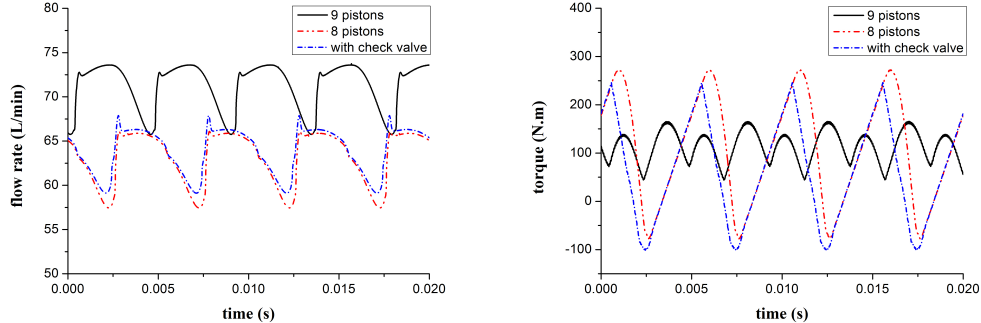 9 pistons
8 pistons
with check valve
80
75
70
65
60
55
50
0.000
0.005
0.010
0.015
0.020
flow rate (L/min)
time (s)
9 pistons
8 pistons
with check valve
400
300
200
100
0
-100
0.000
0.005
0.010
0.015
0.020
torque (N.m)
time (s)